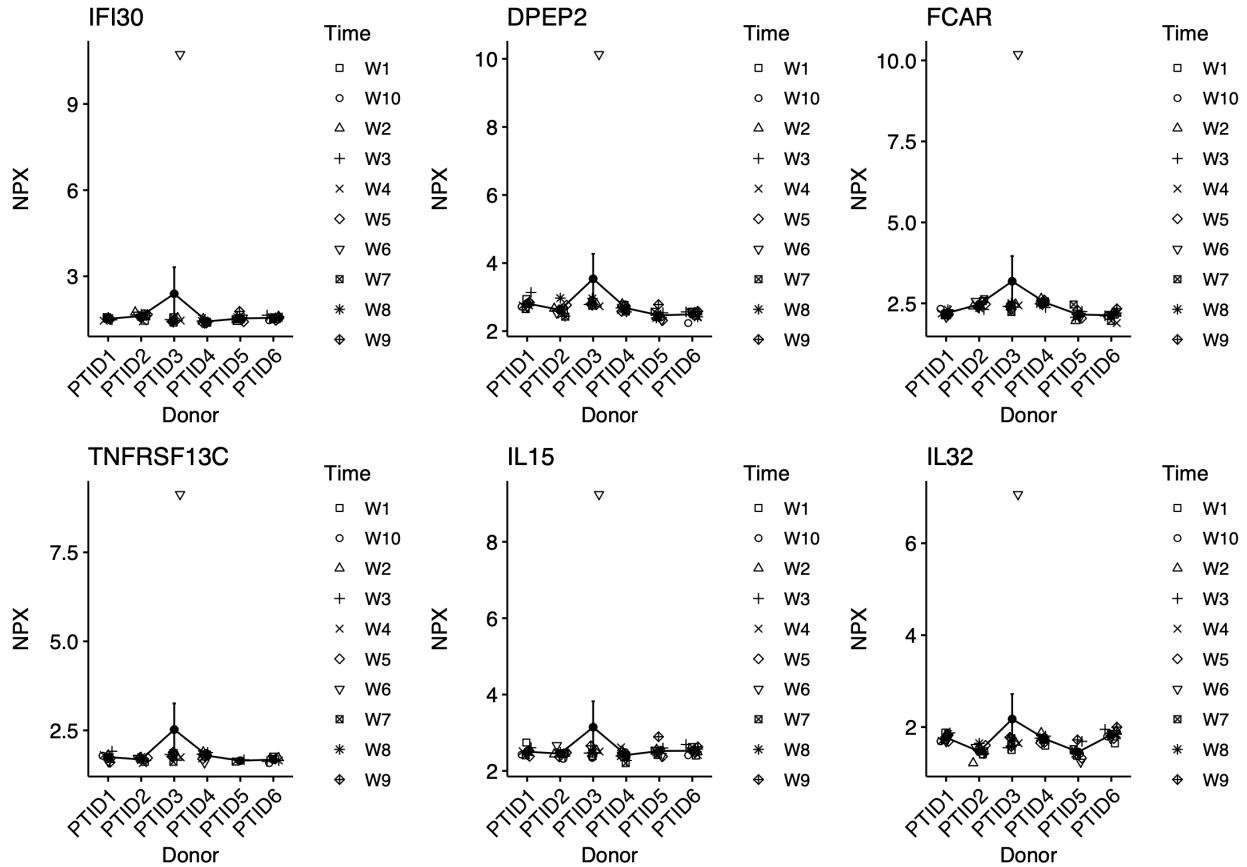 IFI30
NPX
9
6
3
PTID1 PTID2 PTID3 PTID4 PTID5 PTID6
Donor
Time
W1
W10
W2
W3
W4
W5
W6
W7
W8
W9
DPEP2
NPX
10
8
6
4
2
PTID1 PTID2 PTID3 PTID4 PTID5 PTID6
Donor
Time
W1
W10
W2
W3
W4
W5
W6
W7
W8
W9
FCAR
NPX
10.0
7.5
5.0
2.5
PTID1 PTID2 PTID3 PTID4 PTID5 PTID6
Donor
Time
W1
W10
W2
W3
W4
W5
W6
W7
W8
W9
TNFRSF13C
NPX
7.5
5.0
2.5
PTID1 PTID2 PTID3 PTID4 PTID5 PTID6
Donor
Time
W1
W10
W2
W3
W4
W5
W6
W7
W8
W9
IL15
NPX
8
6
4
2
PTID1 PTID2 PTID3 PTID4 PTID5 PTID6
Donor
Time
W1
W10
W2
W3
W4
W5
W6
W7
W8
W9
IL32
NPX
6
4
2
PTID1 PTID2 PTID3 PTID4 PTID5 PTID6
Donor
Time
W1
W10
W2
W3
W4
W5
W6
W7
W8
W9